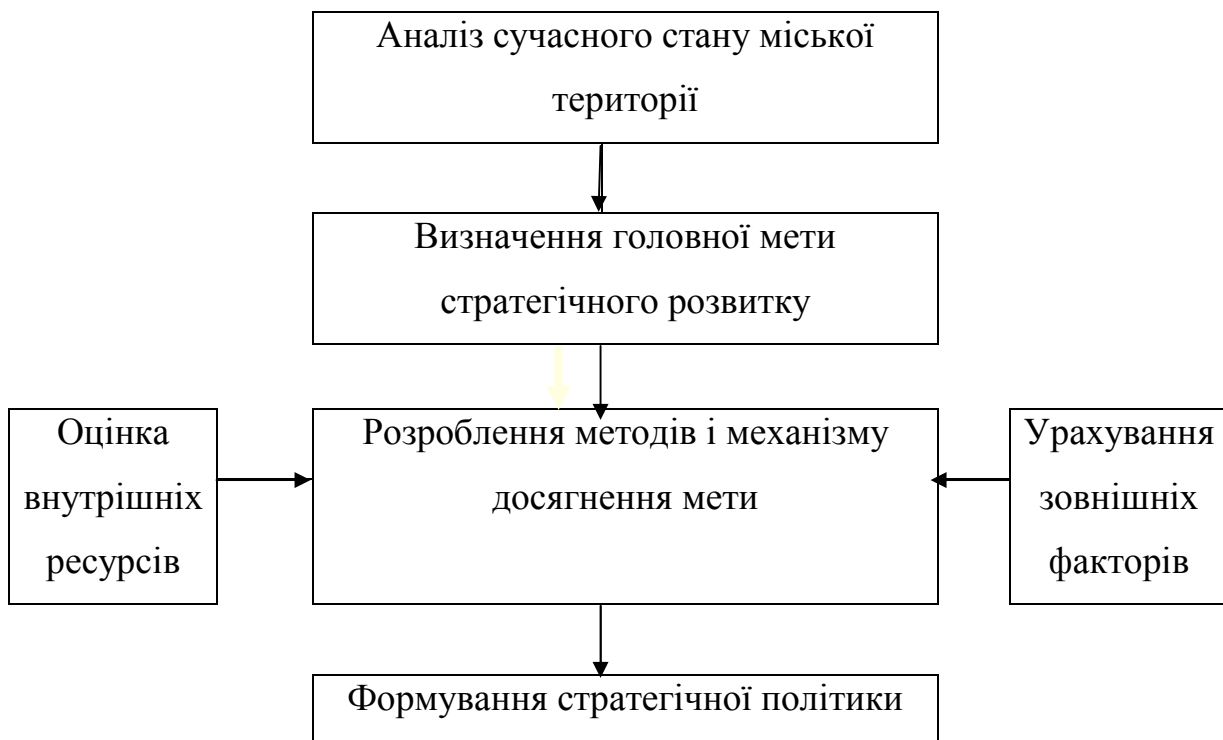 Аналіз сучасного стану міської
території
Визначення головної мети
стратегічного розвитку
Оцінка
внутрішніх
ресурсів
Розроблення методів і механізму
досягнення мети
Урахування
зовнішніх
факторів
Формування стратегічної політики